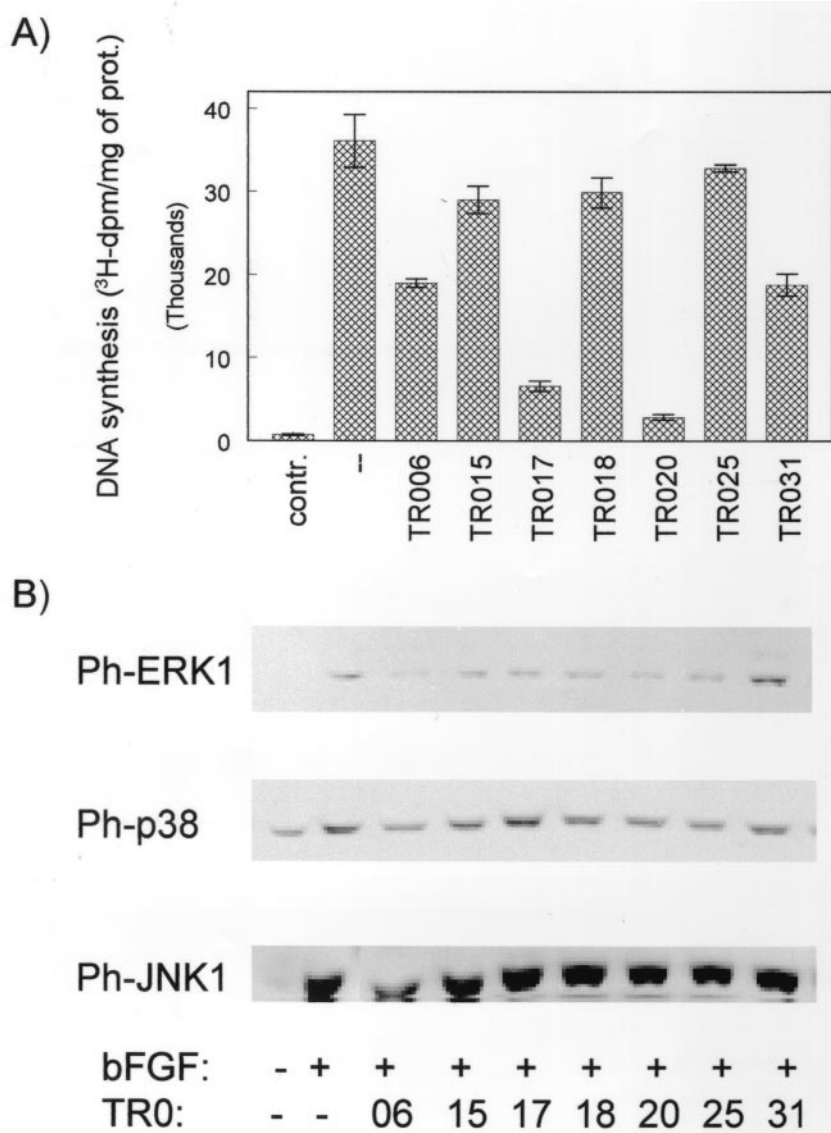 A)
DNA synthesis (³H-dpm/mg of prot.)
(Thousands)
40
30
20
10
0
contr.
--
TR006
TR015
TR017
TR018
TR020
TR025
TR031
B)
Ph-ERK1
Ph-p38
Ph-JNK1
bFGF: - + + + + + + + +
TR0: - - 06 15 17 18 20 25 31